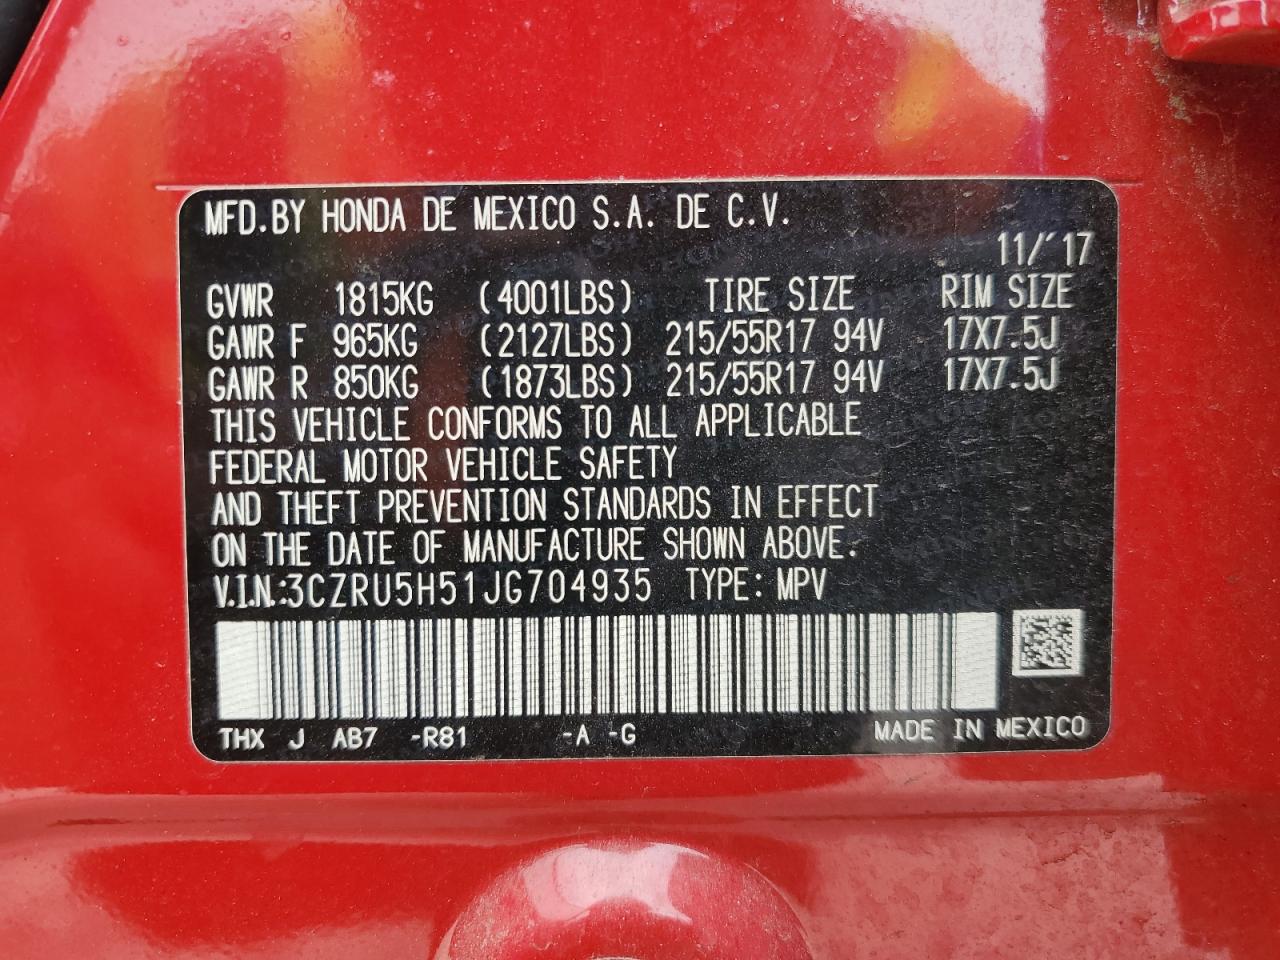 MFD.BY HONDA DE MEXICO S.A. DE C.V.
11/'17
GVWR 1815KG (4001LBS) TIRE SIZE RIM SIZE
GAWR F 965KG (2127LBS) 215/55R17 94V 17X7.5J
GAWR R 850KG (1873LBS) 215/55R17 94V 17X7.5J
THIS VEHICLE CONFORMS TO ALL APPLICABLE
FEDERAL MOTOR VEHICLE SAFETY
AND THEFT PREVENTION STANDARDS IN EFFECT
ON THE DATE OF MANUFACTURE SHOWN ABOVE.
V.I.N.:3CZRU5H51JG704935 TYPE: MPV
THX J AB7 -R81 -A -G MADE IN MEXICO